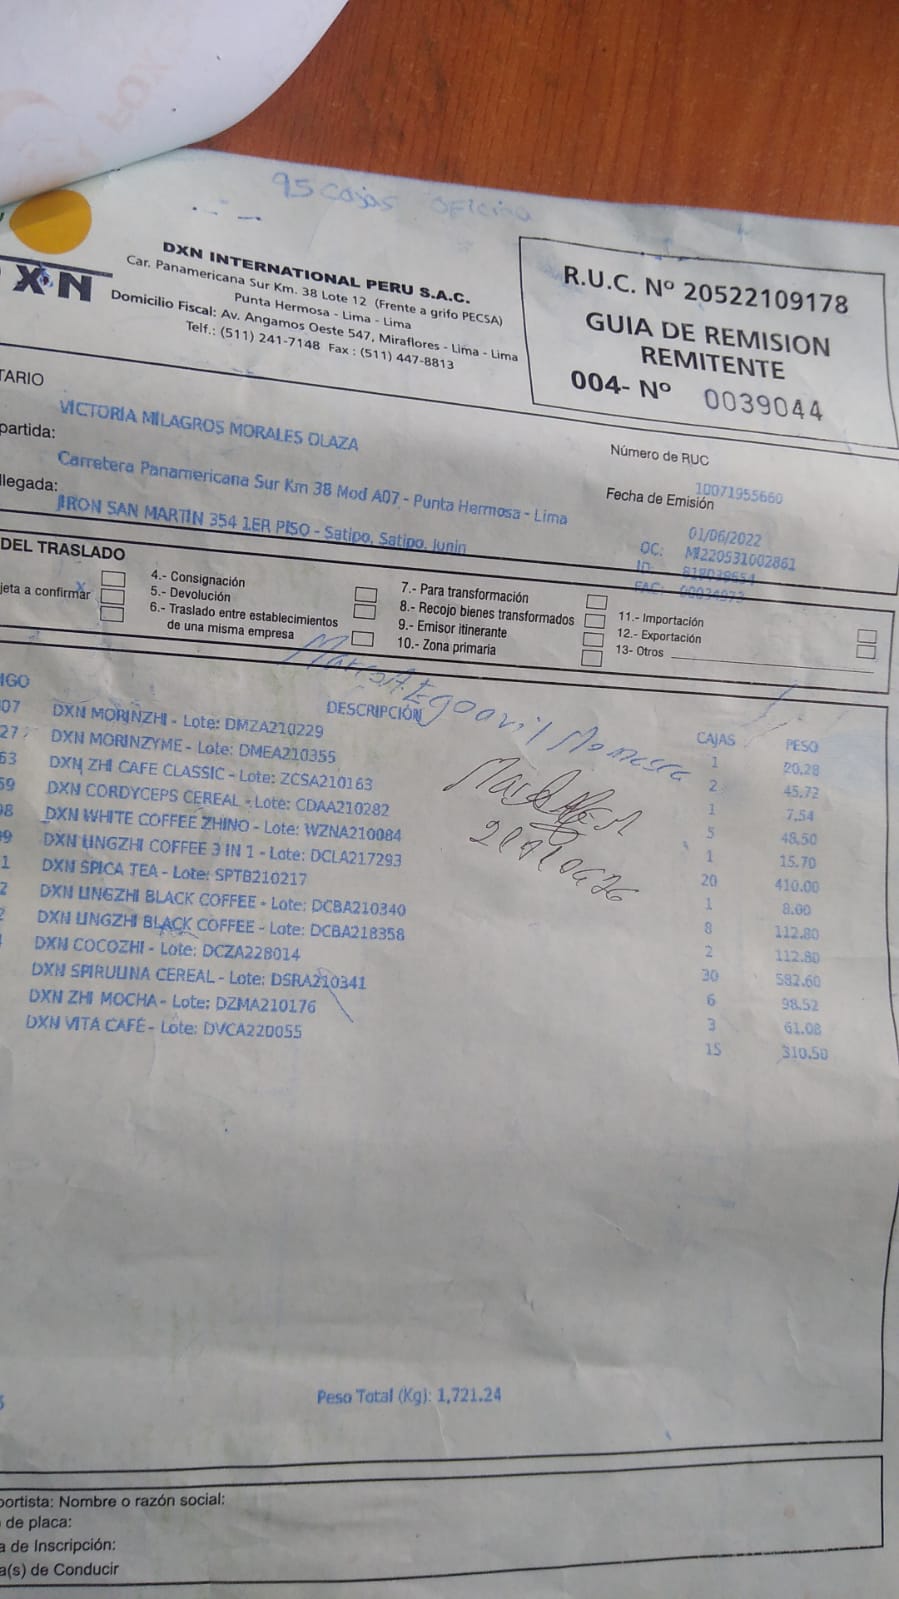 95 Cajas oficina
DXN
DXN INTERNATIONAL PERU S.A.C.
Car. Panamericana Sur Km. 38 Lote 12 (Frente a grifo PECSA)
Punta Hermosa - Lima - Lima
Domicilio Fiscal: Av. Angamos Oeste 547, Miraflores - Lima - Lima
Telf.: (511) 241-7148 Fax : (511) 447-8813
R.U.C. Nº 20522109178
GUIA DE REMISION
REMITENTE
004- Nº 0039044
TARIO
VICTORIA MILAGROS MORALES OLAZA
Número de RUC
10071955660
partida:
Carretera Panamericana Sur Km 38 Mod A07 - Punta Hermosa - Lima
Fecha de Emisión
01/06/2022
llegada:
JIRON SAN MARTIN 354 1ER PISO - Satipo, Satipo, Junin
OC: MI220531002861
ID: 818039654
FAC: 00034973
DEL TRASLADO
jeta a confirmar x
4.- Consignación
5.- Devolución
6.- Traslado entre establecimientos
de una misma empresa
7.- Para transformación
8.- Recojo bienes transformados
9.- Emisor itinerante
10.- Zona primaria
11.- Importación
12.- Exportación
13- Otros
IGO DESCRIPCIÓN CAJAS PESO
07 DXN MORINZHI - Lote: DMZA210229 1 20.28
27 DXN MORINZYME - Lote: DMEA210355 2 45.72
63 DXN ZHI CAFE CLASSIC - Lote: ZCSA210163 1 7.54
59 DXN CORDYCEPS CEREAL - Lote: CDAA210282 5 48.50
08 DXN WHITE COFFEE ZHINO - Lote: WZNA210084 1 15.70
09 DXN LINGZHI COFFEE 3 IN 1 - Lote: DCLA217293 20 410.00
1 DXN SPICA TEA - Lote: SPTB210217 1 8.00
2 DXN LINGZHI BLACK COFFEE - Lote: DCBA210340 8 112.80
2 DXN LINGZHI BLACK COFFEE - Lote: DCBA218358 2 112.80
DXN COCOZHI - Lote: DCZA228014 30 582.60
DXN SPIRULINA CEREAL - Lote: DSRA210341 6 98.52
DXN ZHI MOCHA - Lote: DZMA210176 3 61.08
DXN VITA CAFÉ - Lote: DVCA220055 15 310.50
Peso Total (Kg): 1,721.24
portista: Nombre o razón social:
de placa:
a de Inscripción:
a(s) de Conducir